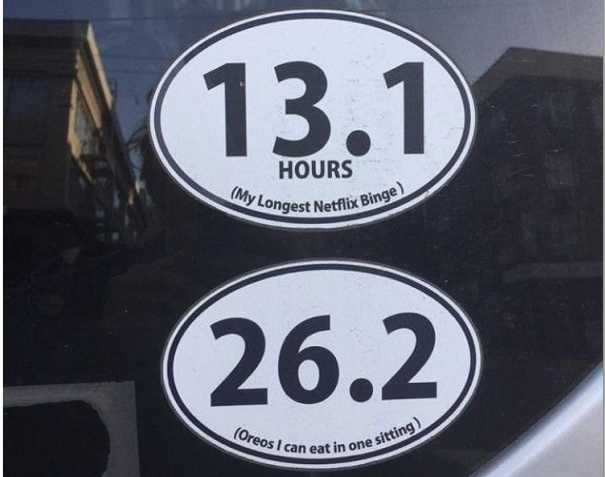 13.1
HOURS
(My Longest Netflix Binge)
26.2
(Oreos I can eat in one sitting)